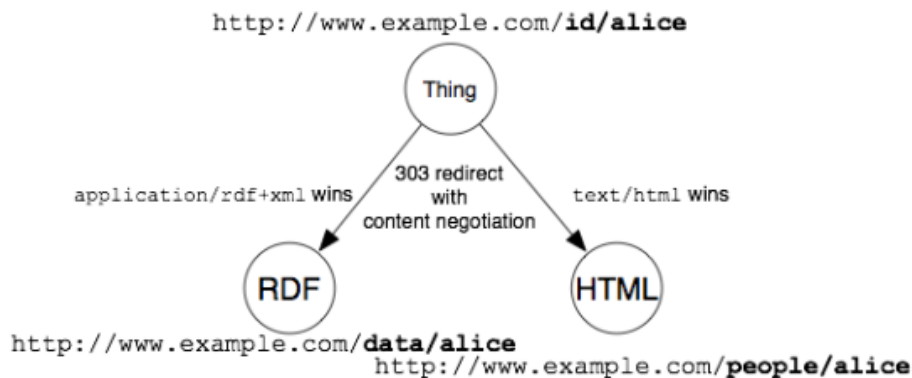 http://www.example.com/id/alice
Thing
303 redirect
with
content negotiation
application/rdf+xml wins
text/html wins
RDF
HTML
http://www.example.com/data/alice
http://www.example.com/people/alice